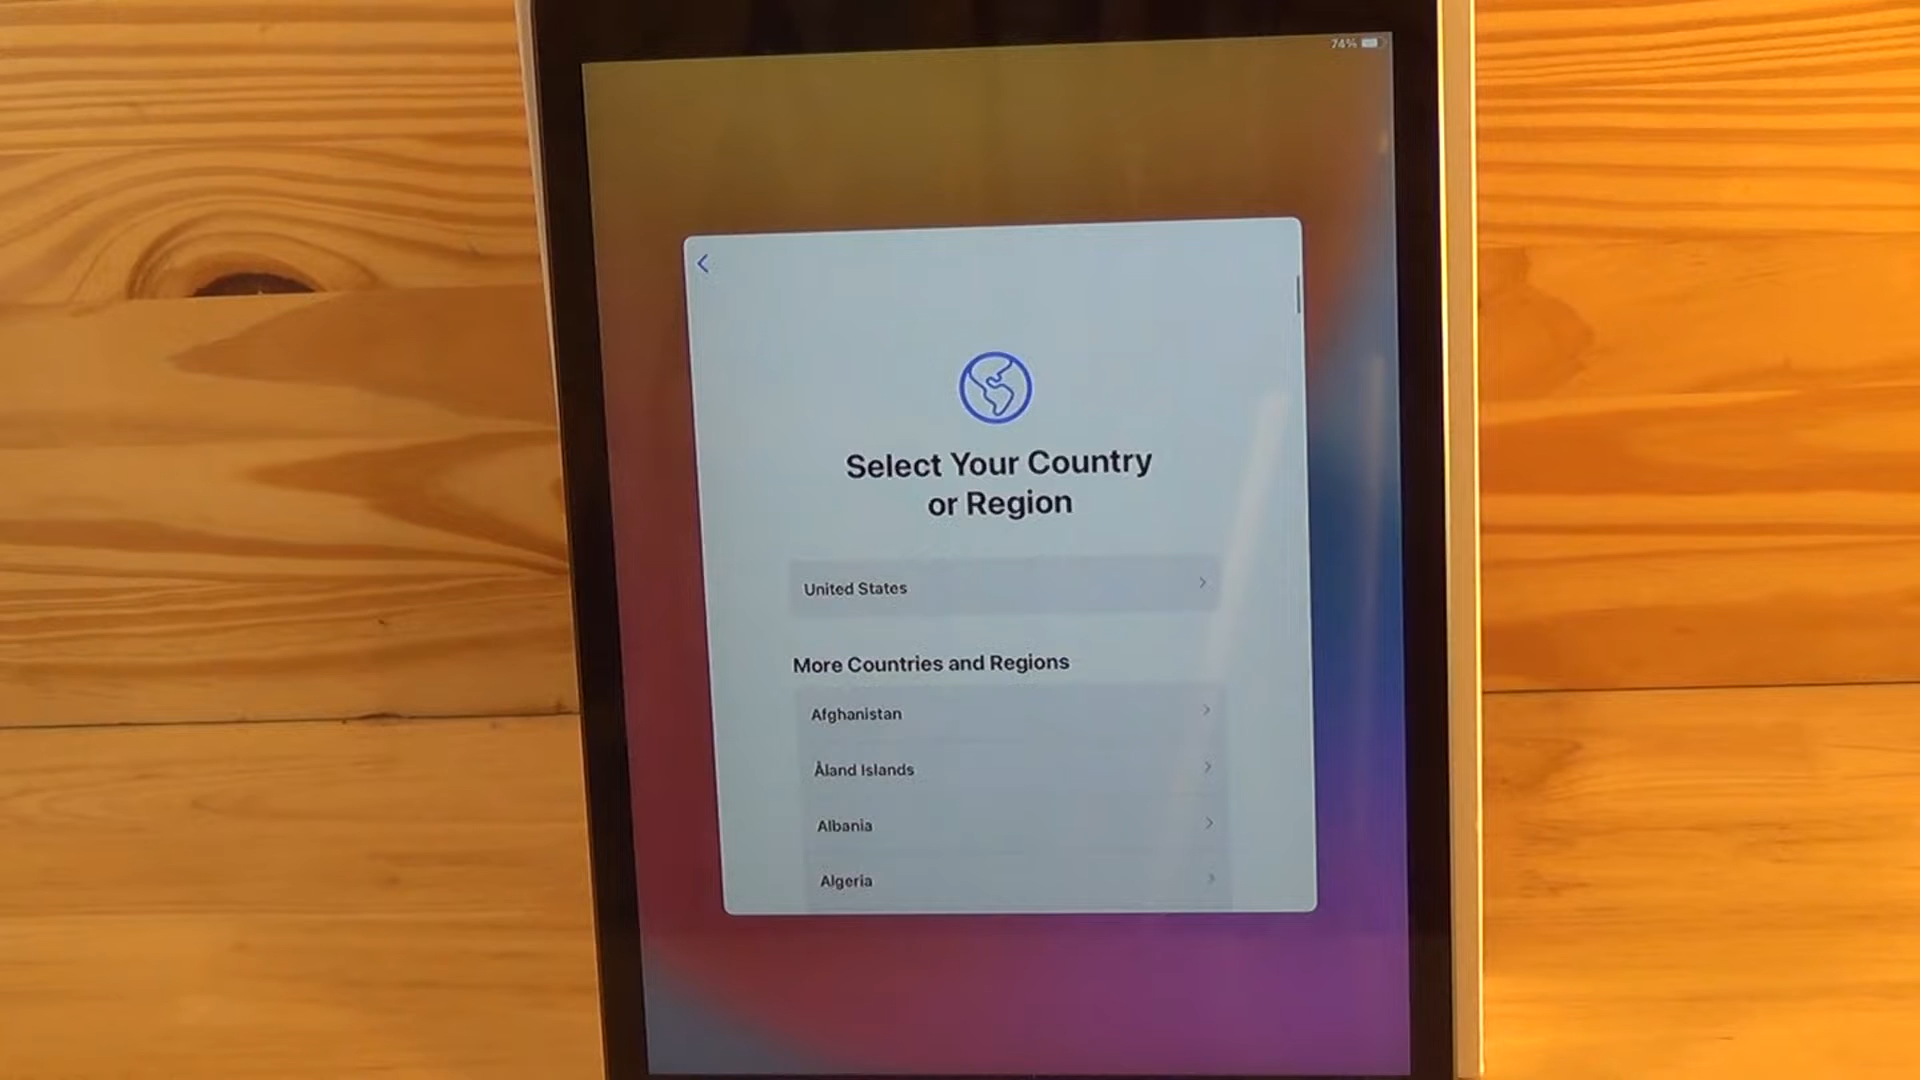 74%
Select Your Country
or Region
United States
More Countries and Regions
Afghanistan
Åland Islands
Albania
Algeria